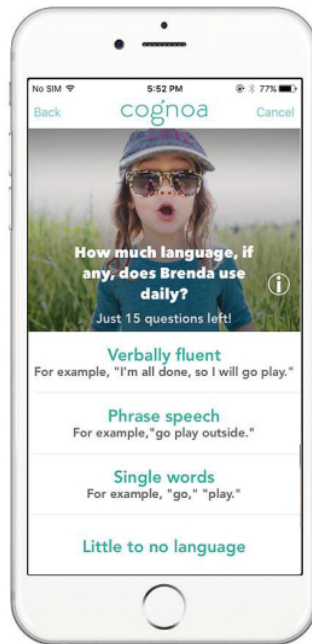 No SIM 5:52 PM 77%
Back cognoa Cancel
How much language, if
any, does Brenda use
daily?
Just 15 questions left!
Verbally fluent
For example, "I'm all done, so I will go play."
Phrase speech
For example,"go play outside."
Single words
For example, "go," "play."
Little to no language